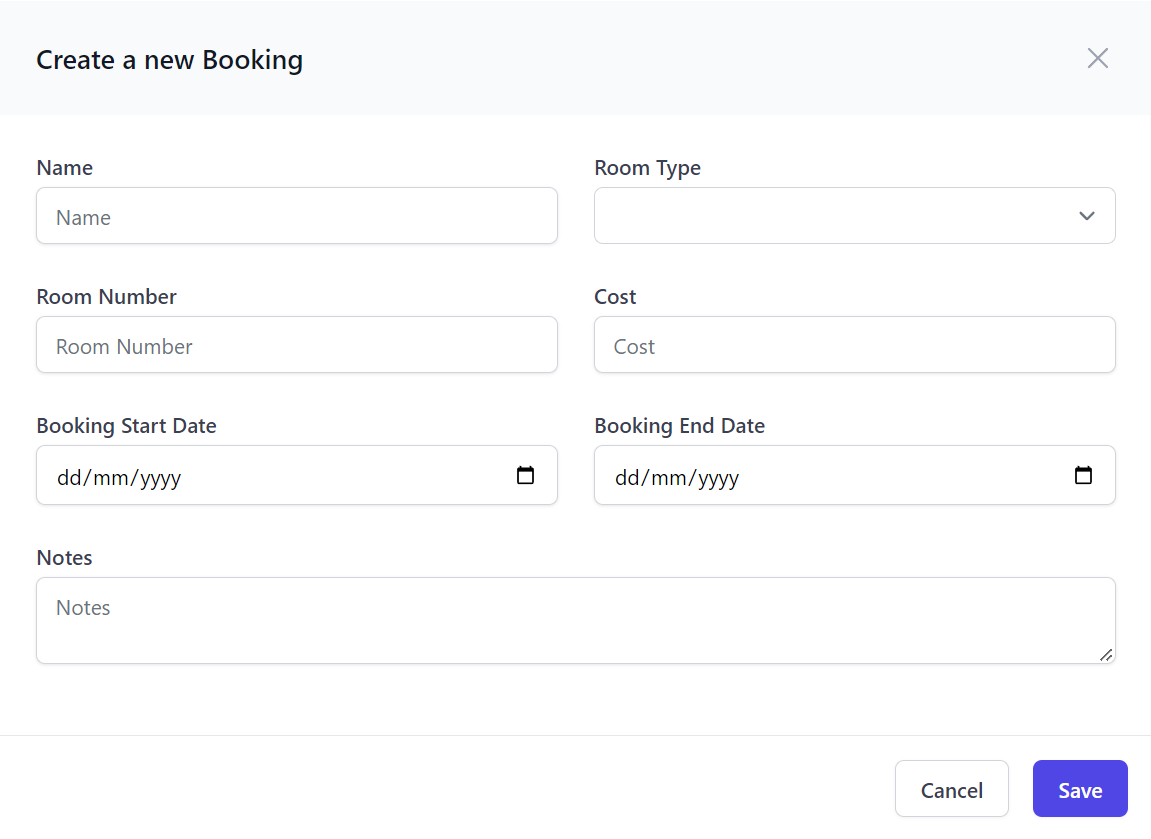 Create a new Booking
Name
Room Type
Name
Room Number
Cost
Room Number
Cost
Booking Start Date
Booking End Date
dd/mm/yyyy
dd/mm/yyyy
Notes
Notes
Cancel
Save